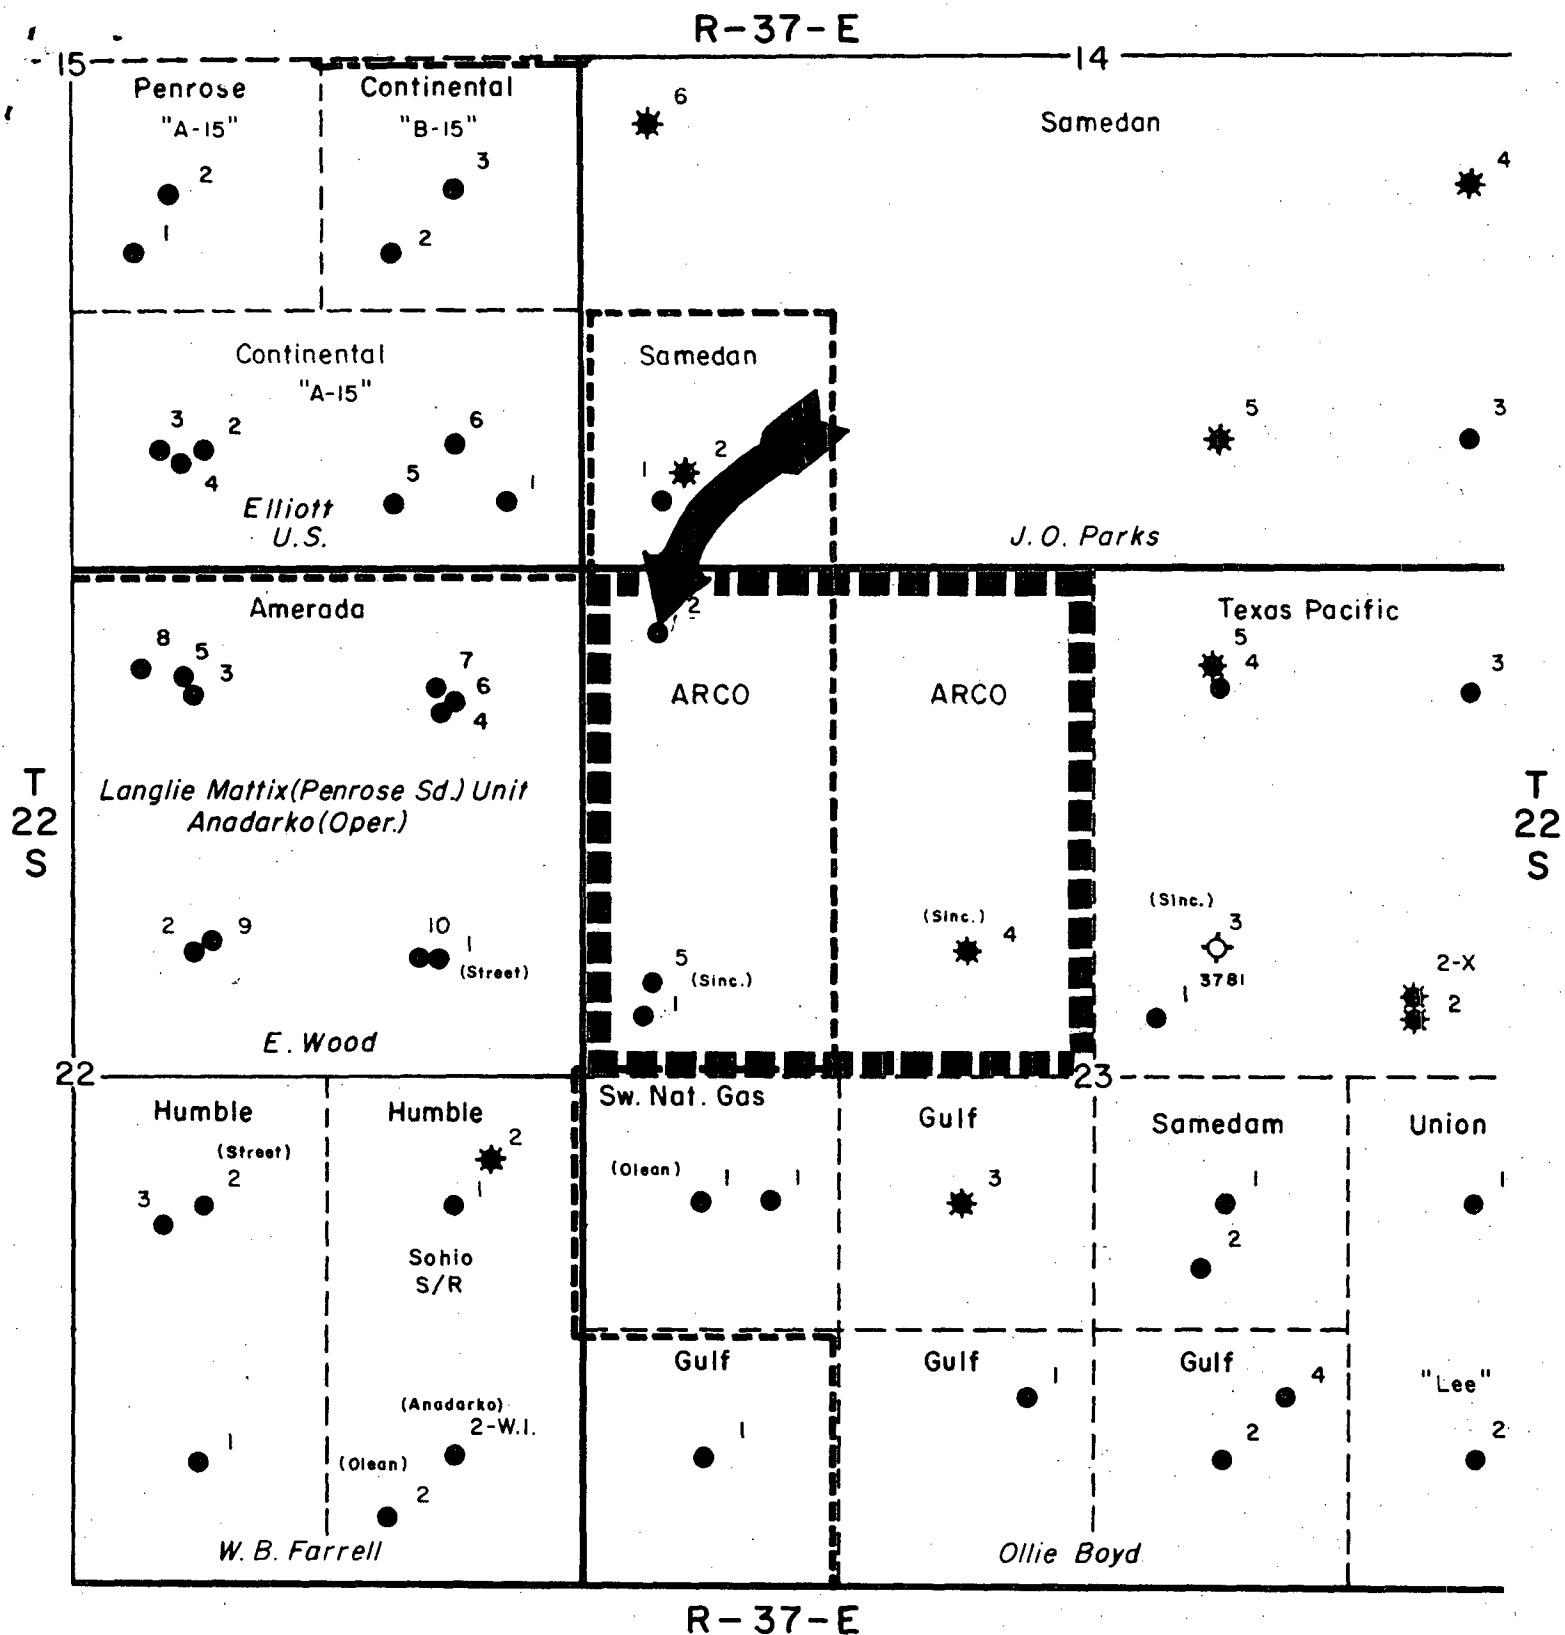 R-37-E
15
14
Penrose
"A-15"
2
1
Continental
"B-15"
3
2
6
Samedan
4
Continental
"A-15"
3
2
4
6
5
1
Elliott
U.S.
Samedan
1
2
5
3
J.O. Parks
Amerada
8
5
3
7
6
4
2
ARCO
ARCO
Texas Pacific
5
4
3
T
22
S
Langlie Mattix(Penrose Sd.) Unit
Anadarko(Oper.)
T
22
S
2
9
10
1
(Street)
E. Wood
5
(Sinc.)
1
(Sinc.)
4
(Sinc.)
3
3781
1
2-X
2
22
23
Humble
(Street)
2
3
Humble
2
1
Sohio
S/R
Sw. Nat. Gas
(Olean)
1
1
Gulf
3
Samedam
1
2
Union
1
1
(Anadarko)
2-W.I.
(Olean)
2
W.B. Farrell
Gulf
1
Gulf
1
Gulf
4
2
"Lee"
2
Ollie Boyd
R-37-E